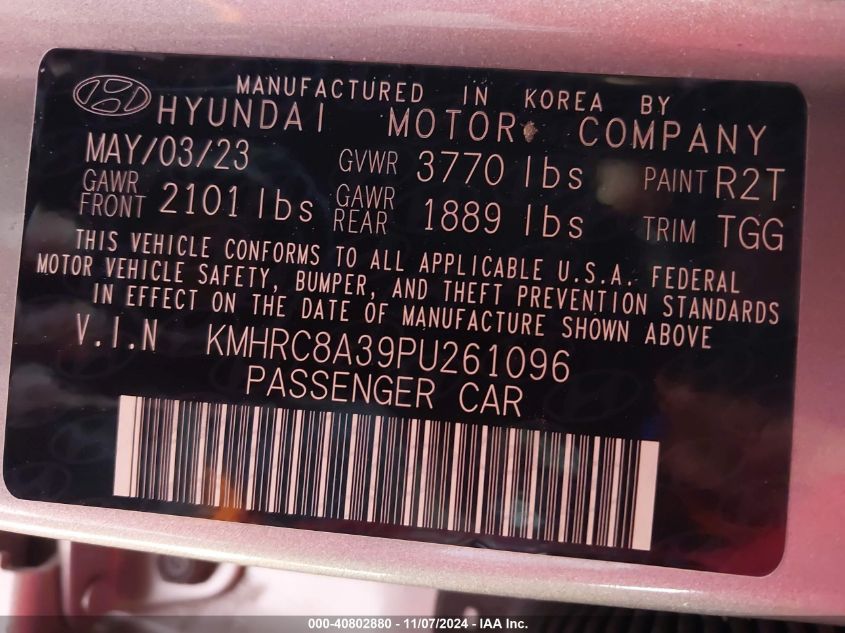 MANUFACTURED IN KOREA BY
HYUNDAI MOTOR COMPANY
MAY/03/23 GVWR 3770 lbs PAINT R2T
GAWR FRONT 2101 lbs GAWR REAR 1889 lbs TRIM TGG
THIS VEHICLE CONFORMS TO ALL APPLICABLE U.S.A. FEDERAL
MOTOR VEHICLE SAFETY, BUMPER, AND THEFT PREVENTION STANDARDS
IN EFFECT ON THE DATE OF MANUFACTURE SHOWN ABOVE
V.I.N KMHRC8A39PU261096
PASSENGER CAR
000-40802880 - 11/07/2024 - IAA Inc.